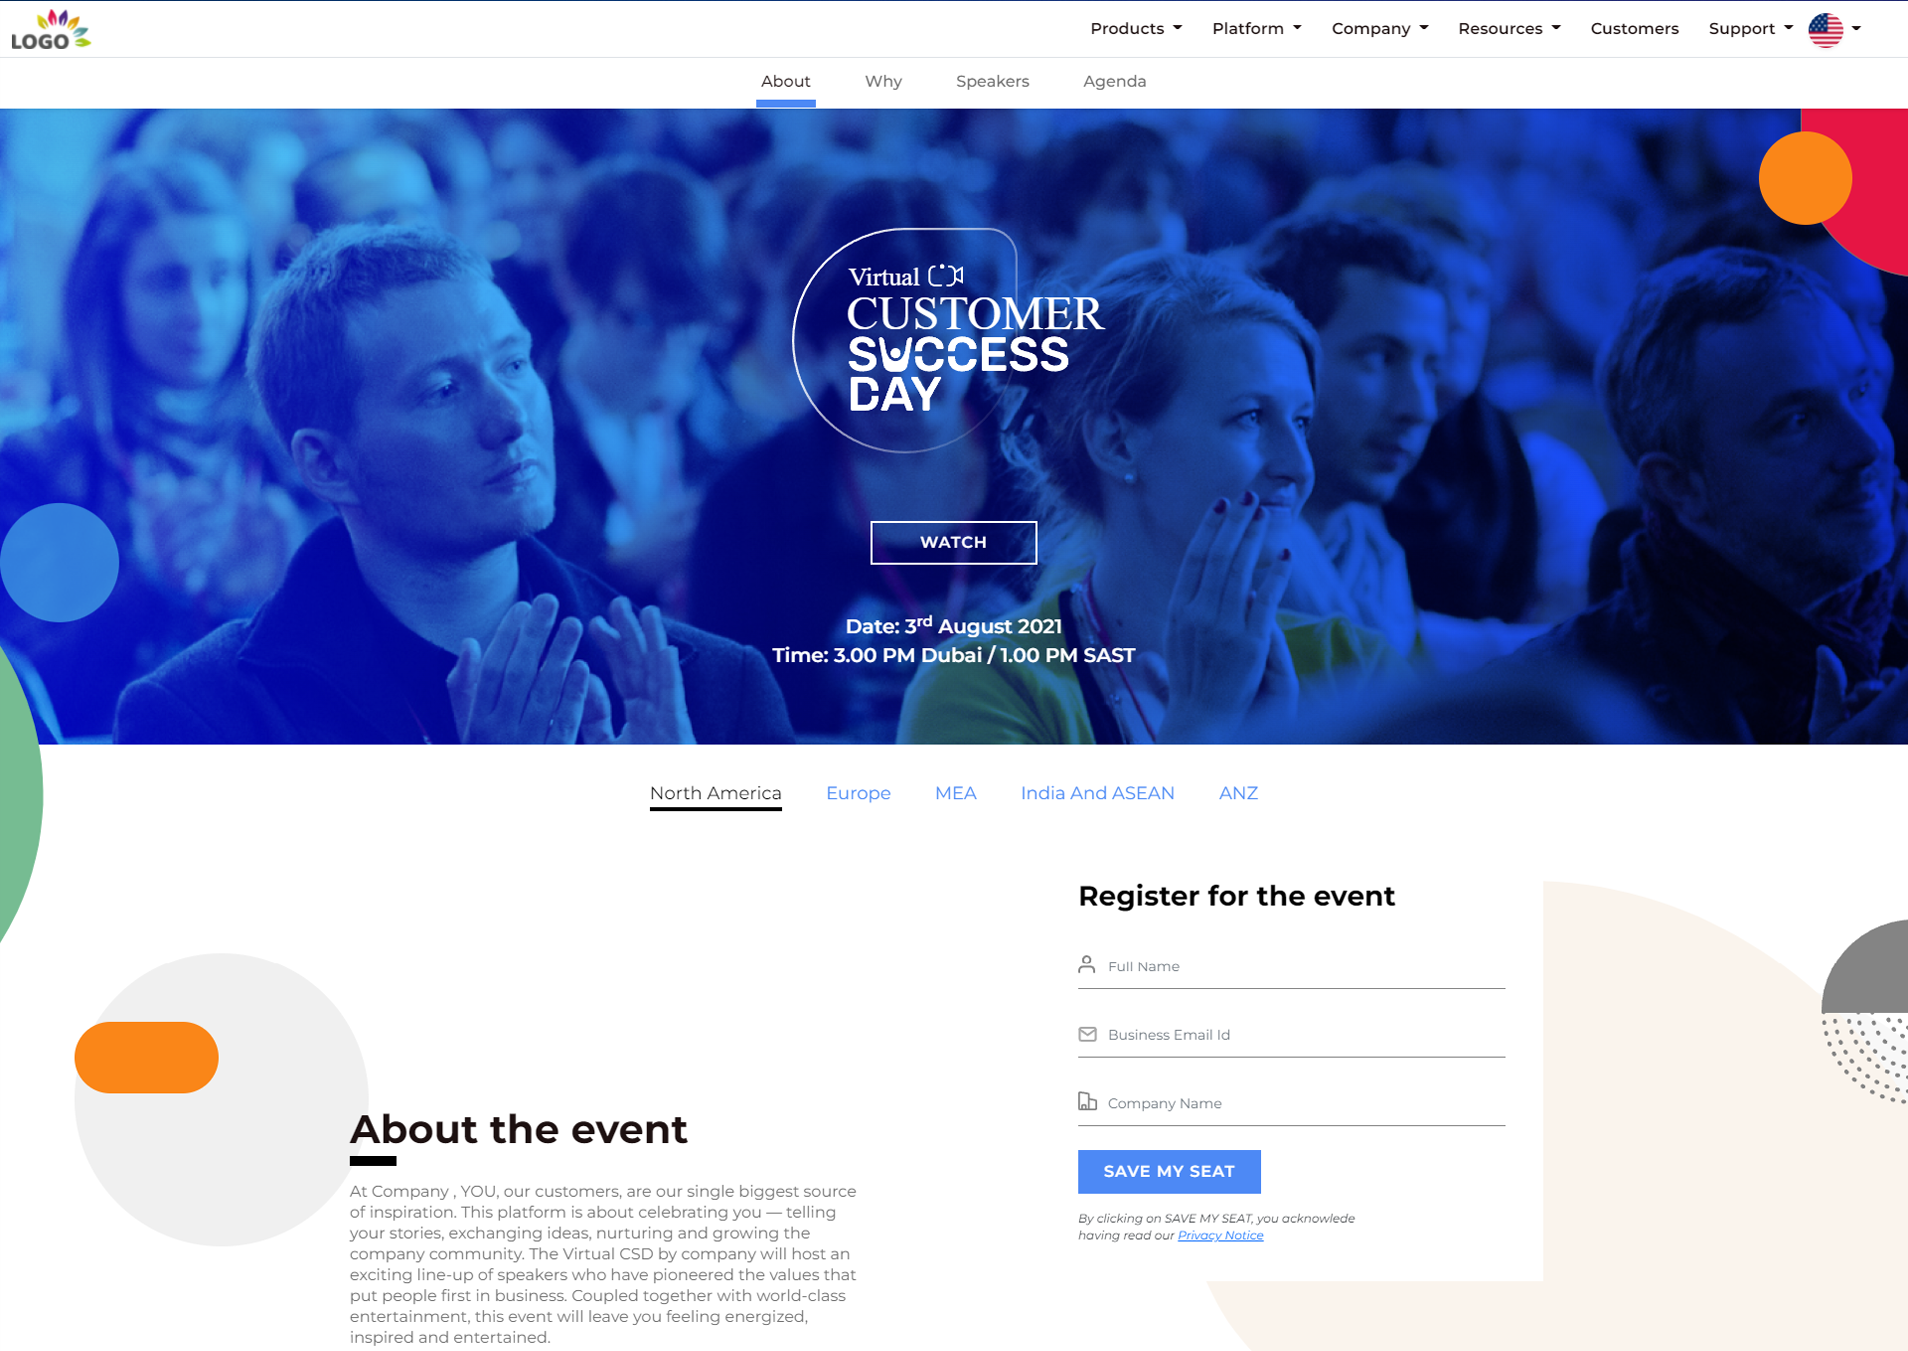 LOGO
Products Platform Company Resources Customers Support
About Why Speakers Agenda
Virtual
CUSTOMER
SUCCESS
DAY
WATCH
Date: 3rd August 2021
Time: 3.00 PM Dubai / 1.00 PM SAST
North America Europe MEA India And ASEAN ANZ
Register for the event
Full Name
Business Email Id
Company Name
SAVE MY SEAT
By clicking on SAVE MY SEAT, you acknowlede
having read our Privacy Notice
About the event
At Company , YOU, our customers, are our single biggest source
of inspiration. This platform is about celebrating you — telling
your stories, exchanging ideas, nurturing and growing the
company community. The Virtual CSD by company will host an
exciting line-up of speakers who have pioneered the values that
put people first in business. Coupled together with world-class
entertainment, this event will leave you feeling energized,
inspired and entertained.